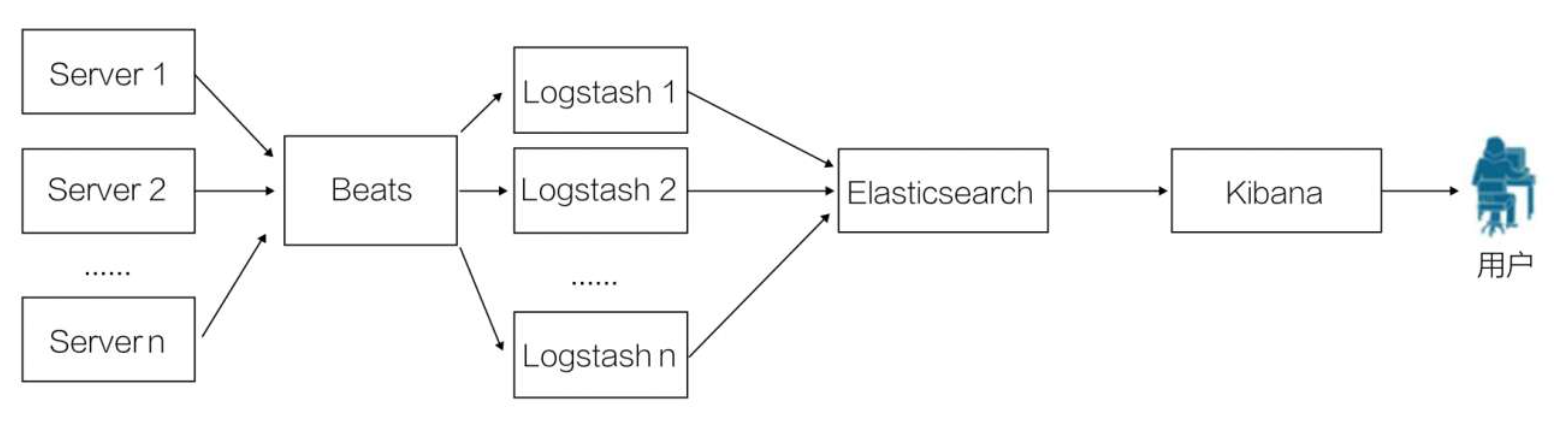 Server 1
Server 2
......
Server n
Beats
Logstash 1
Logstash 2
......
Logstash n
Elasticsearch
Kibana
用户